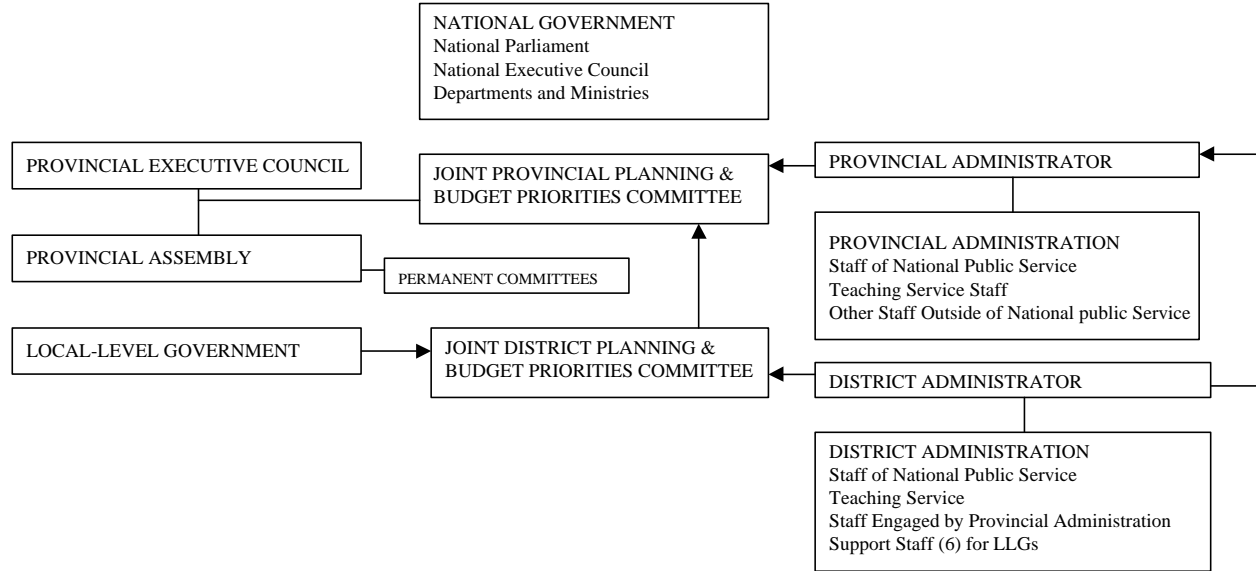 NATIONAL GOVERNMENT
National Parliament
National Executive Council
Departments and Ministries
PROVINCIAL EXECUTIVE COUNCIL
JOINT PROVINCIAL PLANNING &
BUDGET PRIORITIES COMMITTEE
PROVINCIAL ADMINISTRATOR
PROVINCIAL ASSEMBLY
PERMANENT COMMITTEES
PROVINCIAL ADMINISTRATION
Staff of National Public Service
Teaching Service Staff
Other Staff Outside of National public Service
LOCAL-LEVEL GOVERNMENT
JOINT DISTRICT PLANNING &
BUDGET PRIORITIES COMMITTEE
DISTRICT ADMINISTRATOR
DISTRICT ADMINISTRATION
Staff of National Public Service
Teaching Service
Staff Engaged by Provincial Administration
Support Staff (6) for LLGs